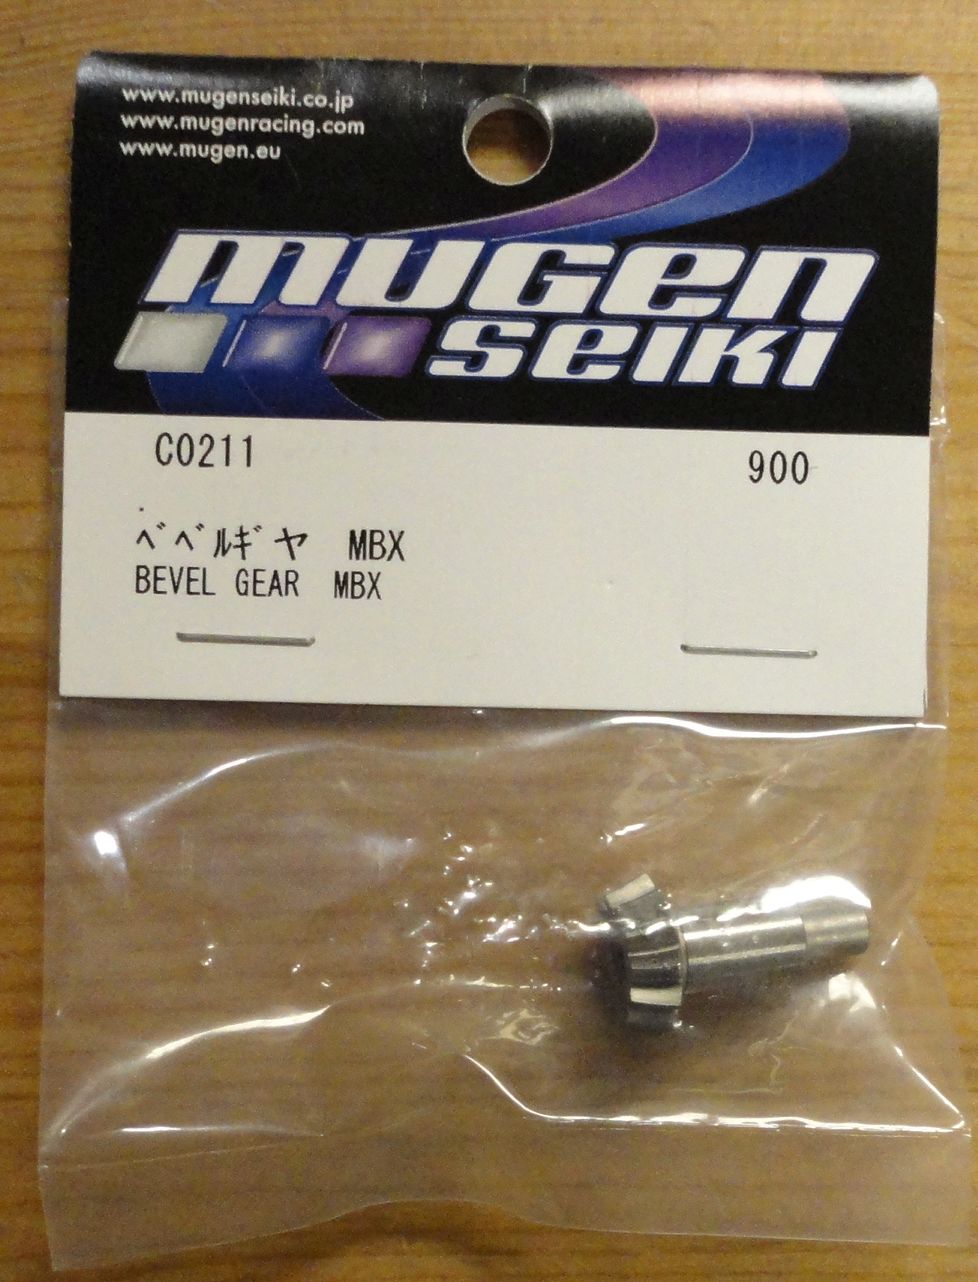 www.mugenseiki.co.jp
www.mugenracing.com
www.mugen.eu
mugen
seiki
C0211 900
ベベルギヤ MBX
BEVEL GEAR MBX